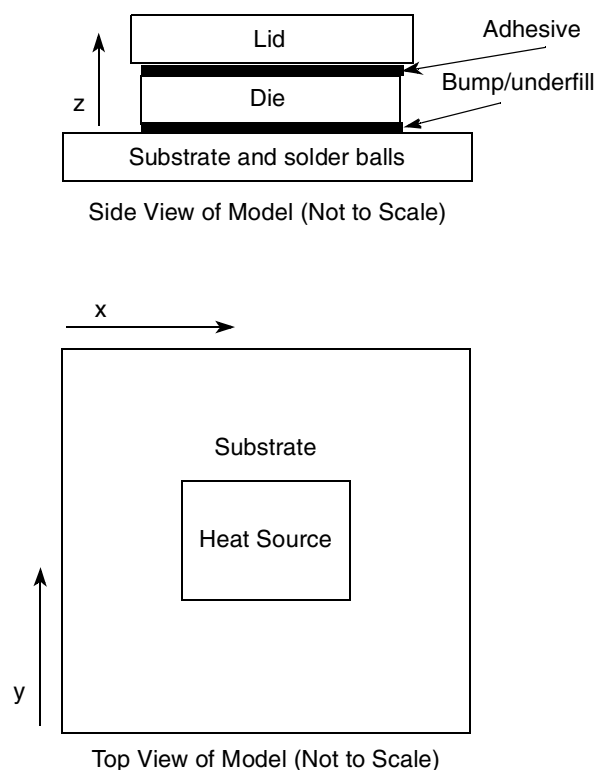 Lid
Adhesive
z
Die
Bump/underfill
Substrate and solder balls
Side View of Model (Not to Scale)
x
Substrate
Heat Source
y
Top View of Model (Not to Scale)